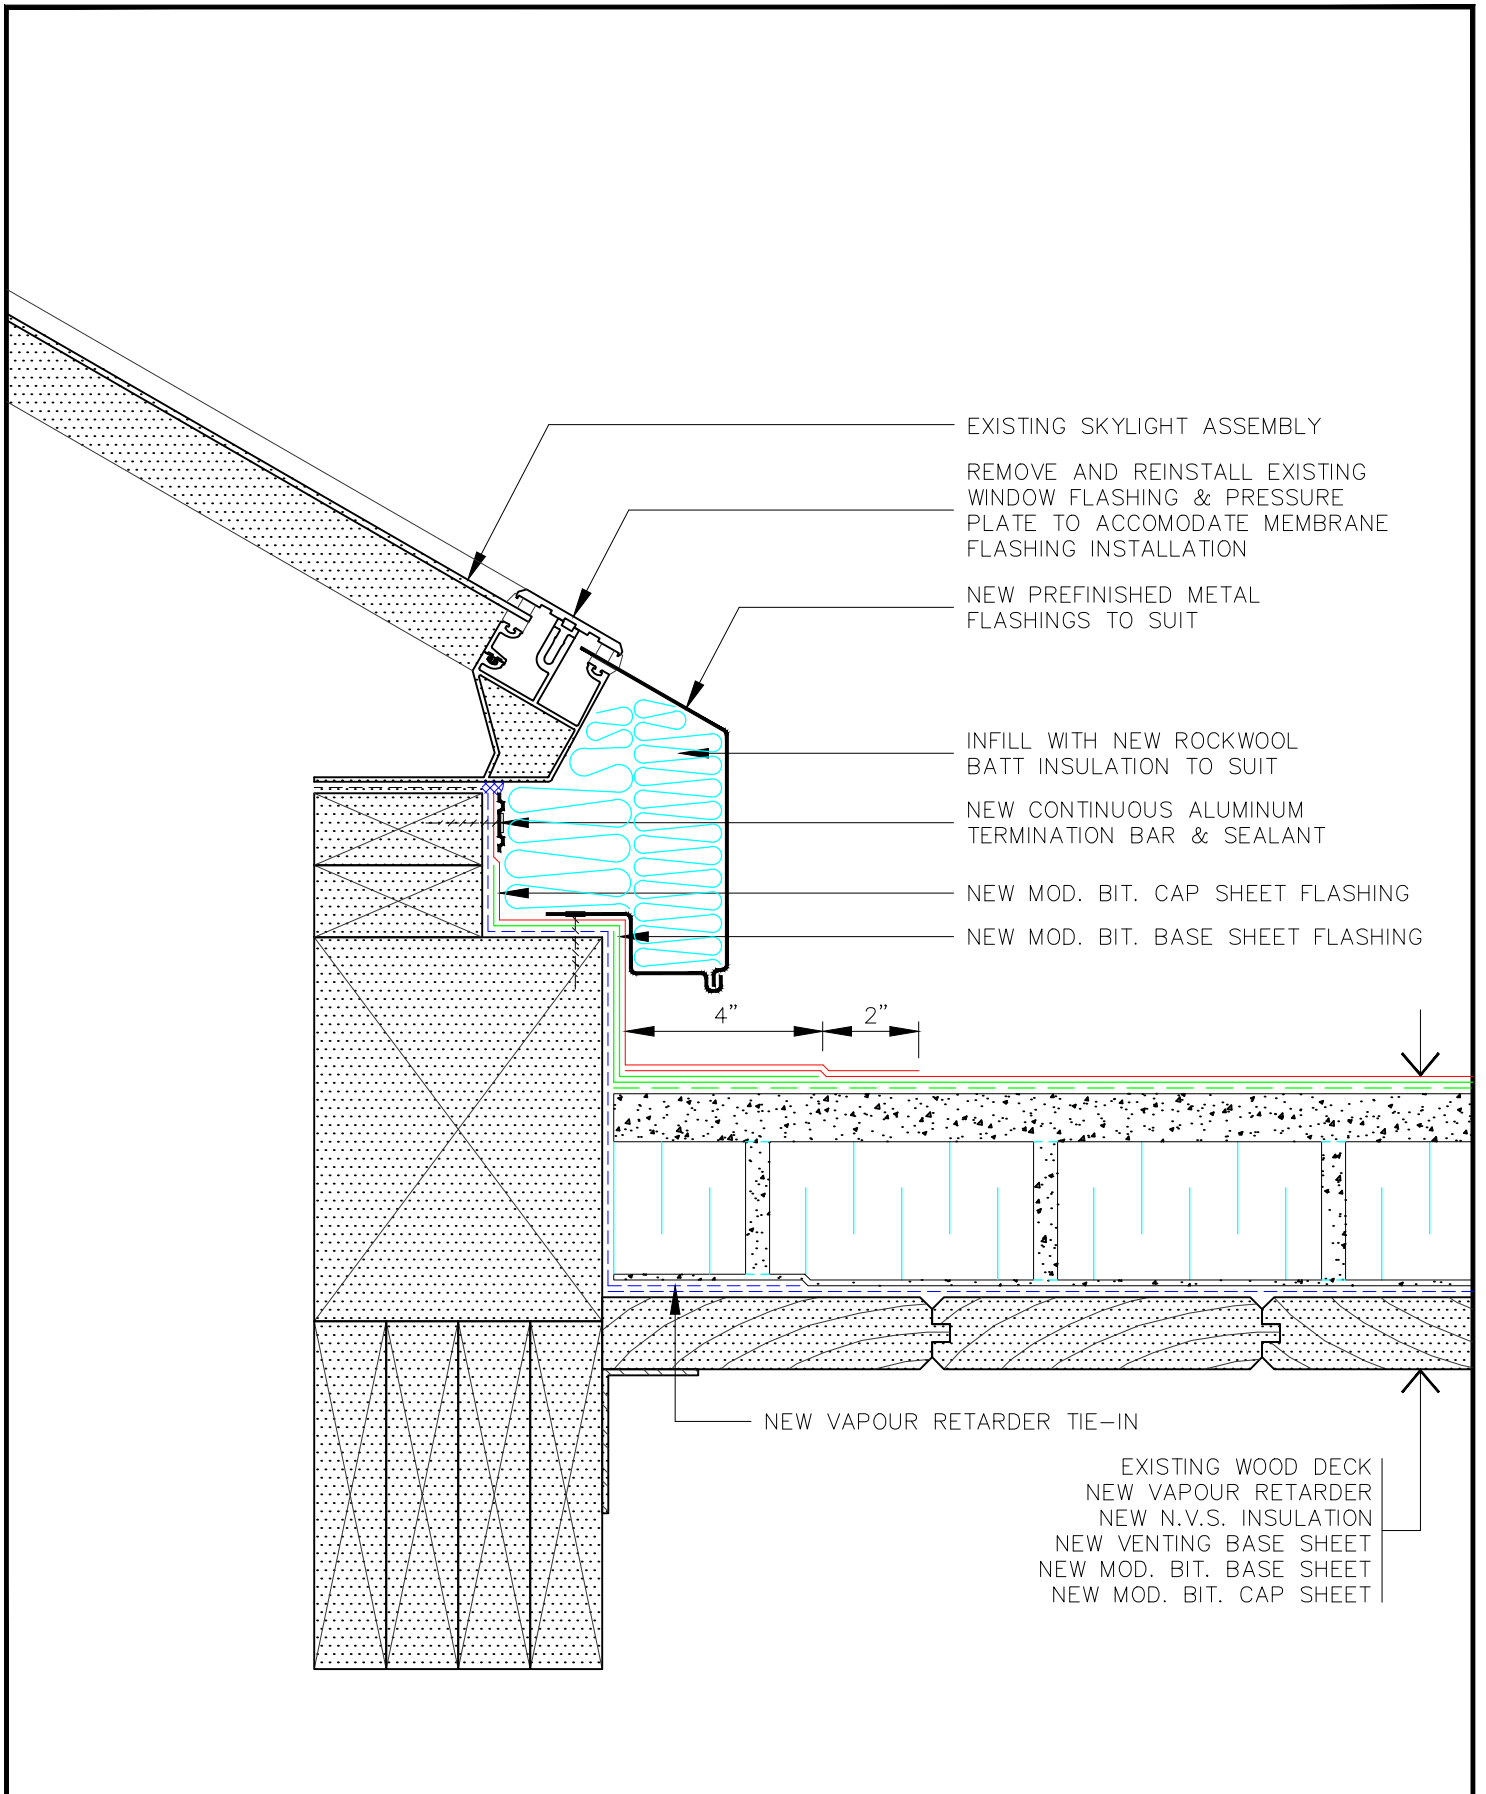 EXISTING SKYLIGHT ASSEMBLY
REMOVE AND REINSTALL EXISTING
WINDOW FLASHING & PRESSURE
PLATE TO ACCOMODATE MEMBRANE
FLASHING INSTALLATION
NEW PREFINISHED METAL
FLASHINGS TO SUIT
INFILL WITH NEW ROCKWOOL
BATT INSULATION TO SUIT
NEW CONTINUOUS ALUMINUM
TERMINATION BAR & SEALANT
NEW MOD. BIT. CAP SHEET FLASHING
NEW MOD. BIT. BASE SHEET FLASHING
4" 2"
NEW VAPOUR RETARDER TIE-IN
EXISTING WOOD DECK
NEW VAPOUR RETARDER
NEW N.V.S. INSULATION
NEW VENTING BASE SHEET
NEW MOD. BIT. BASE SHEET
NEW MOD. BIT. CAP SHEET